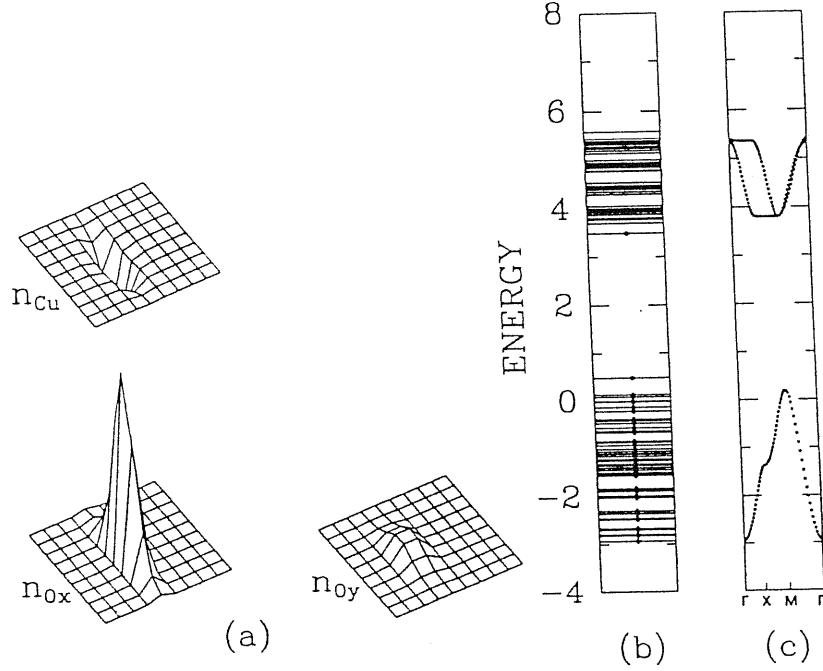 n_Cu
n_Ox
n_Oy
(a)
ENERGY
8
6
4
2
0
−2
−4
(b)
Γ X M Γ
(c)